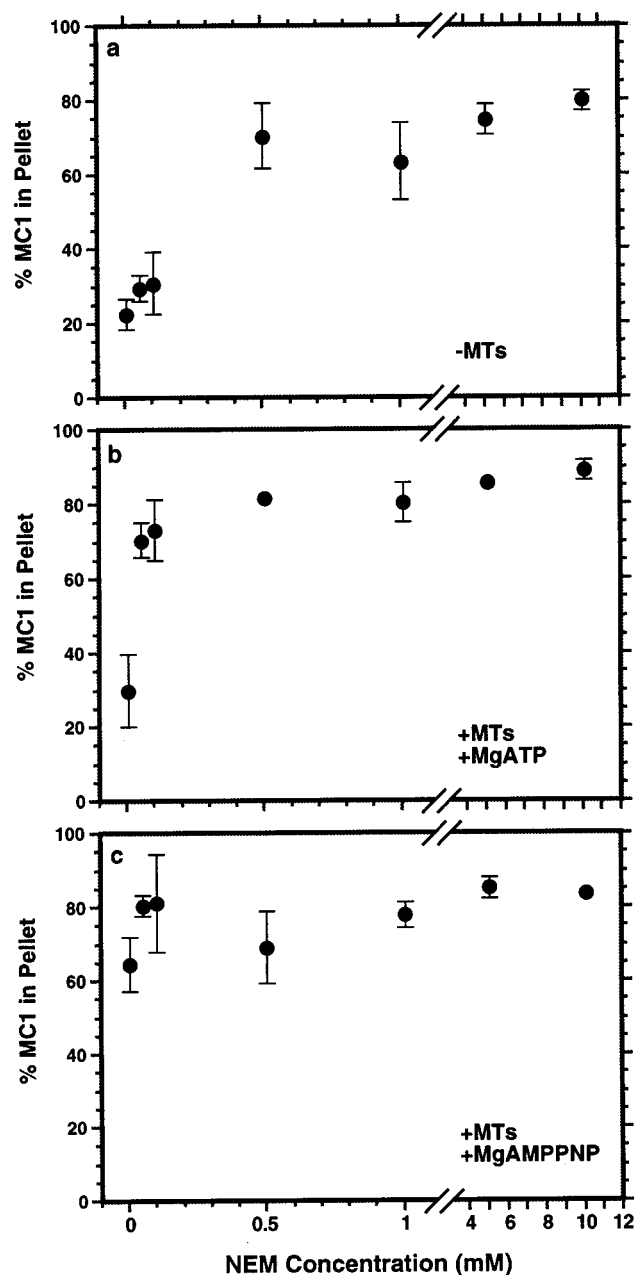 a
100
80
60
40
20
0
% MC1 in Pellet
-MTs
b
100
80
60
40
20
0
% MC1 in Pellet
+MTs
+MgATP
c
100
80
60
40
20
0
% MC1 in Pellet
+MTs
+MgAMPPNP
0 0.5 1 4 6 8 10 12
NEM Concentration (mM)